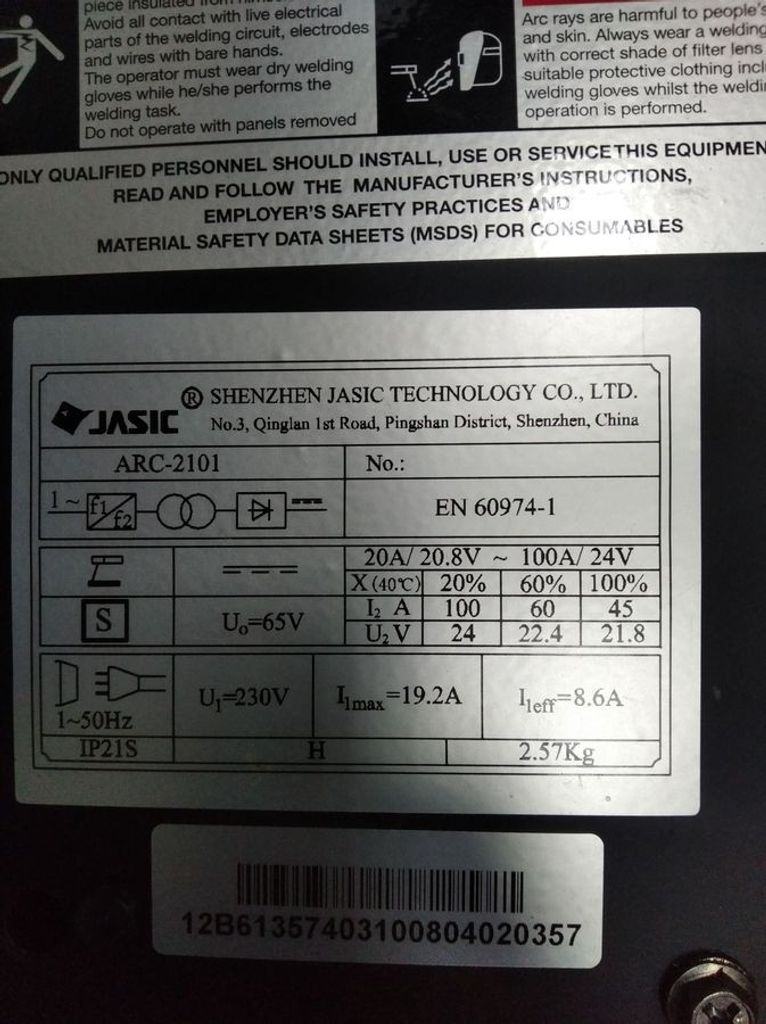 piece insulated from
Avoid all contact with live electrical
parts of the welding circuit, electrodes
and wires with bare hands.
The operator must wear dry welding
gloves while he/she performs the
welding task.
Do not operate with panels removed
Arc rays are harmful to people's
and skin. Always wear a welding
with correct shade of filter lens
suitable protective clothing incl
welding gloves whilst the weldi
operation is performed.
ONLY QUALIFIED PERSONNEL SHOULD INSTALL, USE OR SERVICE THIS EQUIPMEN
READ AND FOLLOW THE MANUFACTURER'S INSTRUCTIONS,
EMPLOYER'S SAFETY PRACTICES AND
MATERIAL SAFETY DATA SHEETS (MSDS) FOR CONSUMABLES
JASIC ® SHENZHEN JASIC TECHNOLOGY CO., LTD.
No.3, Qinglan 1st Road, Pingshan District, Shenzhen, China
ARC-2101 No.:
1~ f1 f2 EN 60974-1
20A/ 20.8V ~ 100A/ 24V
X (40℃) 20% 60% 100%
S U₀=65V I₂ A 100 60 45
U₂ V 24 22.4 21.8
1~50Hz U₁=230V I₁max=19.2A I₁eff=8.6A
IP21S H 2.57Kg
12B61357403100804020357